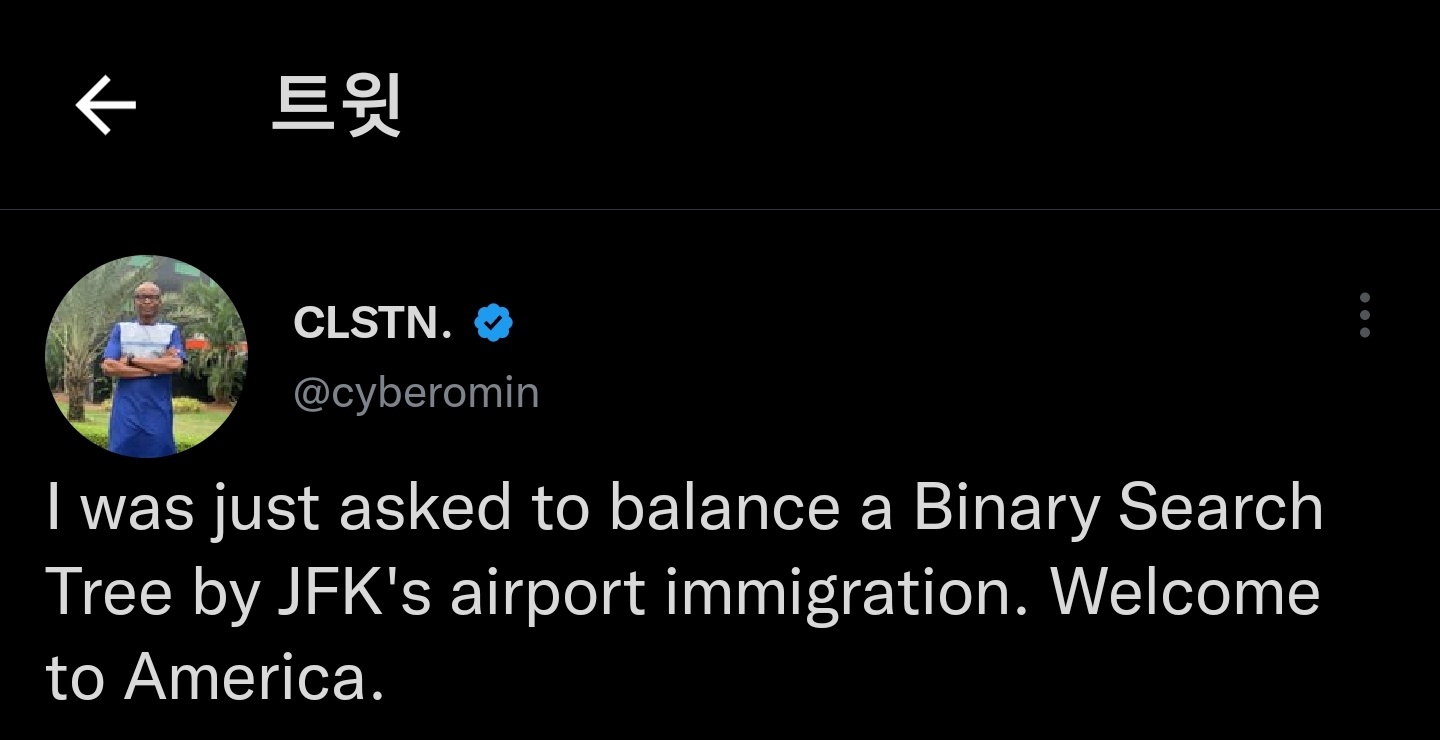 트윗
CLSTN.
@cyberomin
I was just asked to balance a Binary Search
Tree by JFK's airport immigration. Welcome
to America.